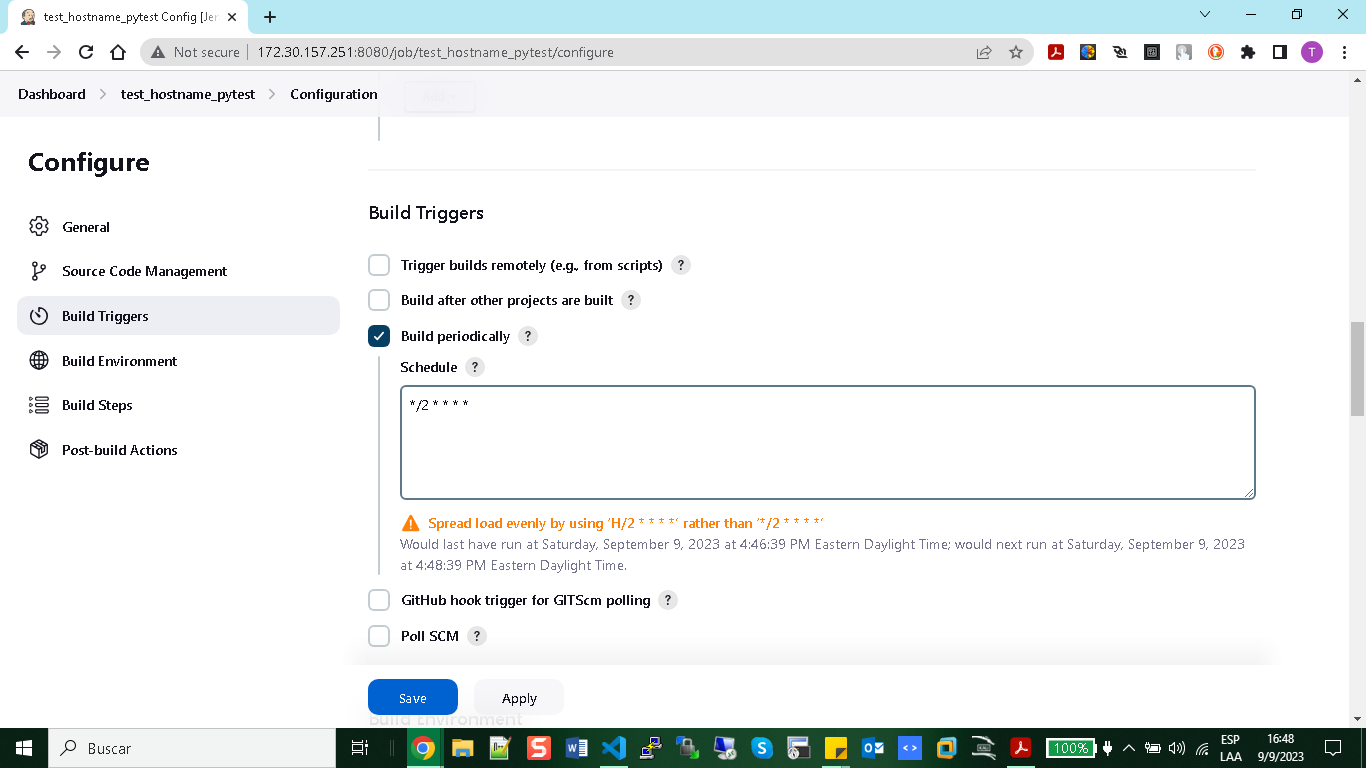 test_hostname_pytest Config [Jen
Not secure
172.30.157.251:8080/job/test_hostname_pytest/configure
T
Dashboard
test_hostname_pytest
Configuration
Configure
General
Source Code Management
Build Triggers
Build Environment
Build Steps
Post-build Actions
Build Triggers
Trigger builds remotely (e.g., from scripts) ?
Build after other projects are built ?
Build periodically ?
Schedule ?
*/2 * * * *
Spread load evenly by using ‘H/2 * * * *’ rather than ‘*/2 * * * *’
Would last have run at Saturday, September 9, 2023 at 4:46:39 PM Eastern Daylight Time; would next run at Saturday, September 9, 2023
at 4:48:39 PM Eastern Daylight Time.
GitHub hook trigger for GITScm polling ?
Poll SCM ?
Save
Apply
Build Environment
Buscar
100%
ESP
LAA
16:48
9/9/2023